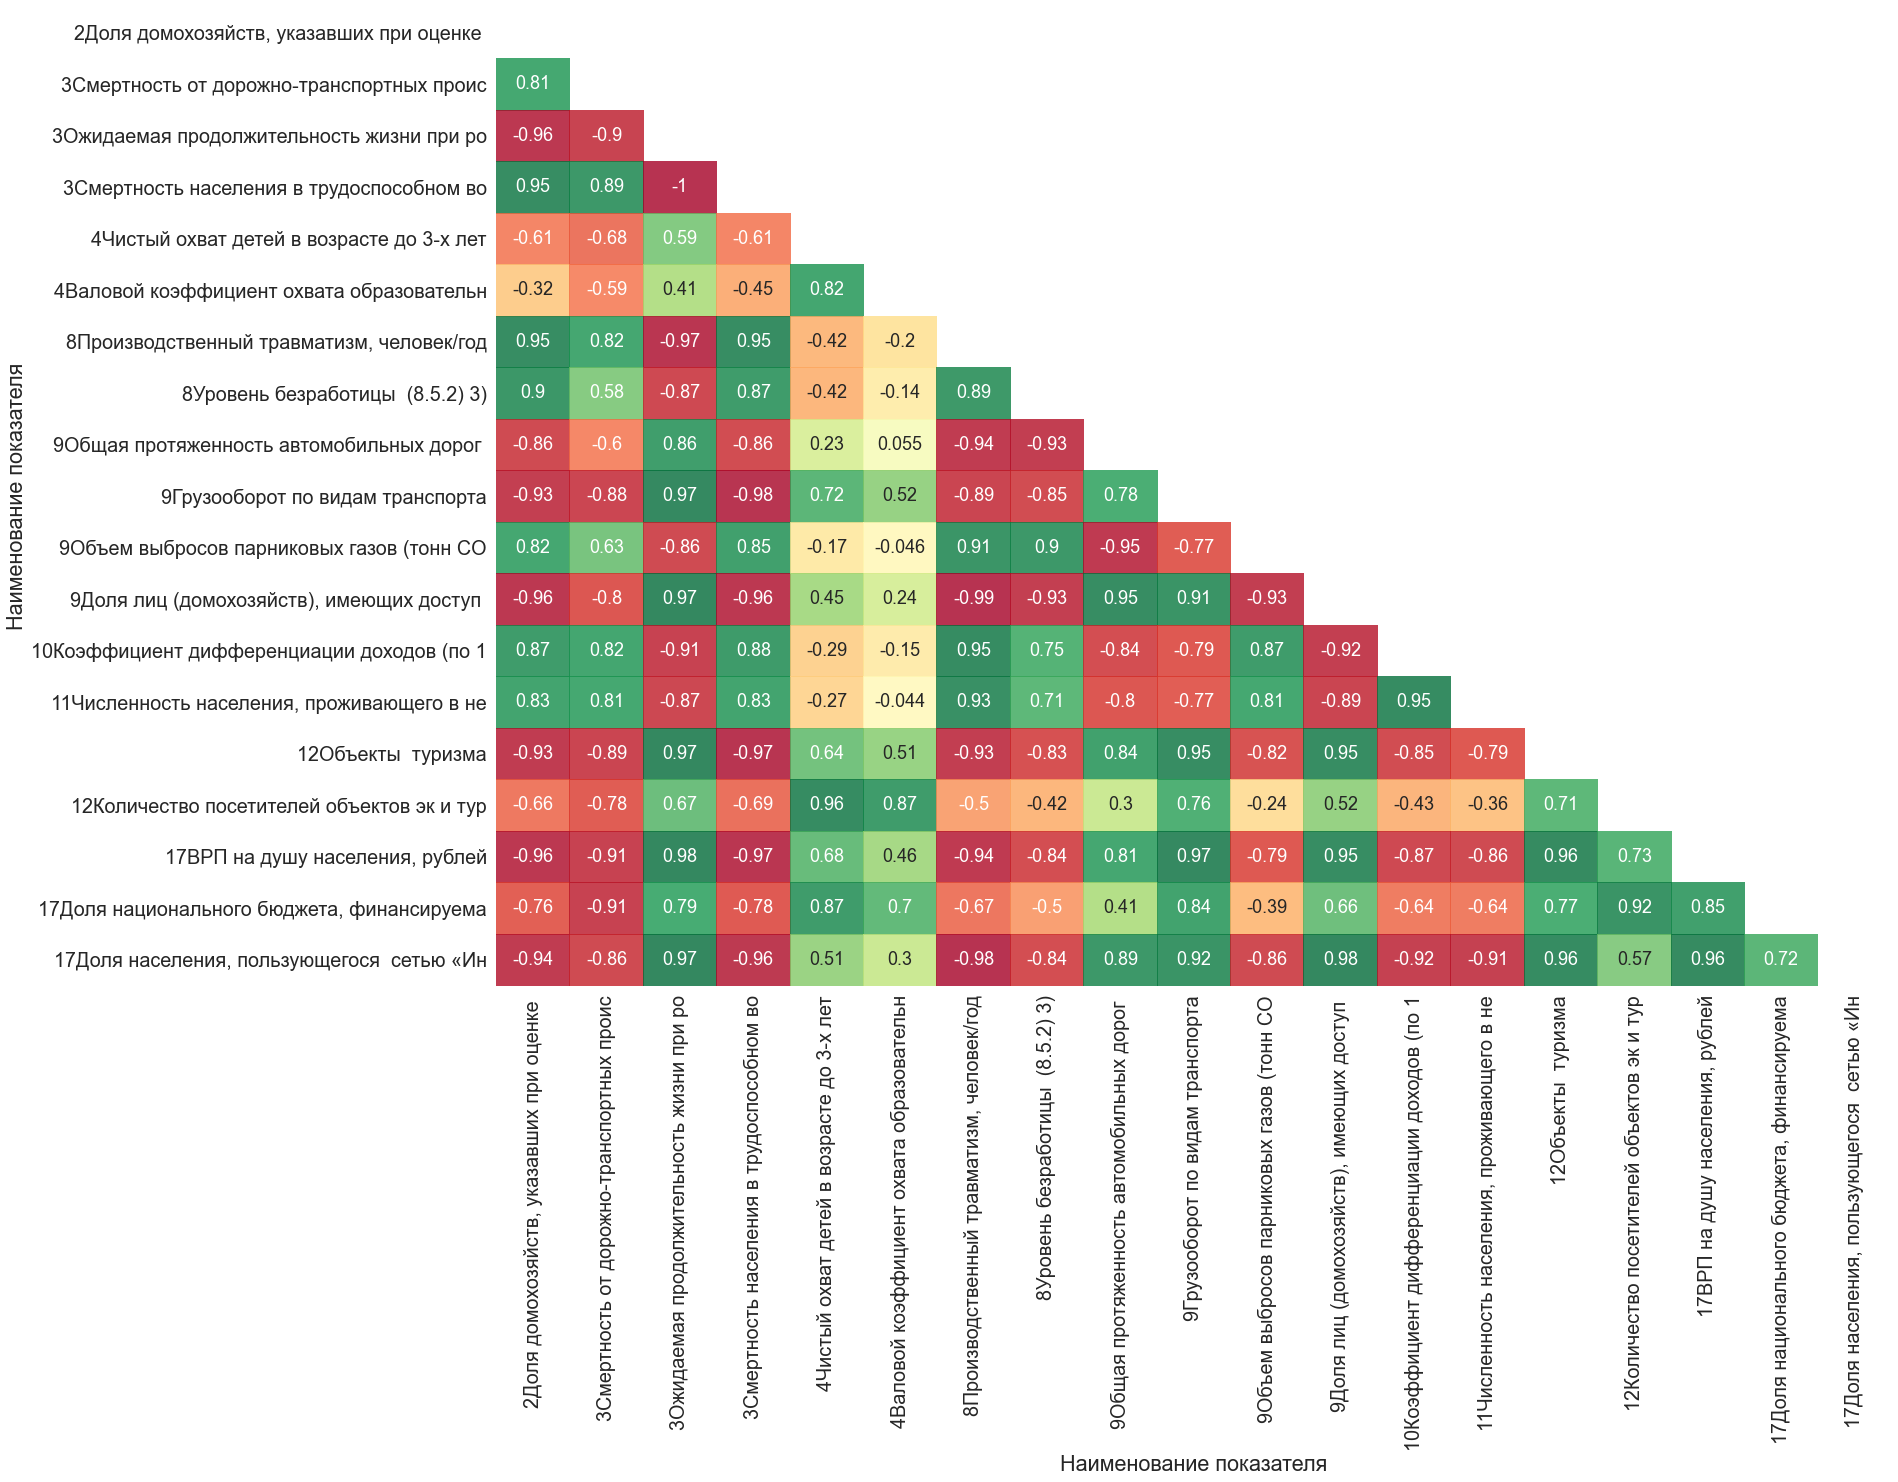 2Доля домохозяйств, указавших при оценке
3Смертность от дорожно-транспортных проис 0.81
3Ожидаемая продолжительность жизни при ро -0.96 -0.9
3Смертность населения в трудоспособном во 0.95 0.89 -1
4Чистый охват детей в возрасте до 3-х лет -0.61 -0.68 0.59 -0.61
4Валовой коэффициент охвата образовательн -0.32 -0.59 0.41 -0.45 0.82
8Производственный травматизм, человек/год 0.95 0.82 -0.97 0.95 -0.42 -0.2
8Уровень безработицы (8.5.2) 3) 0.9 0.58 -0.87 0.87 -0.42 -0.14 0.89
9Общая протяженность автомобильных дорог -0.86 -0.6 0.86 -0.86 0.23 0.055 -0.94 -0.93
9Грузооборот по видам транспорта -0.93 -0.88 0.97 -0.98 0.72 0.52 -0.89 -0.85 0.78
9Объем выбросов парниковых газов (тонн СО 0.82 0.63 -0.86 0.85 -0.17 -0.046 0.91 0.9 -0.95 -0.77
9Доля лиц (домохозяйств), имеющих доступ -0.96 -0.8 0.97 -0.96 0.45 0.24 -0.99 -0.93 0.95 0.91 -0.93
10Коэффициент дифференциации доходов (по 1 0.87 0.82 -0.91 0.88 -0.29 -0.15 0.95 0.75 -0.84 -0.79 0.87 -0.92
11Численность населения, проживающего в не 0.83 0.81 -0.87 0.83 -0.27 -0.044 0.93 0.71 -0.8 -0.77 0.81 -0.89 0.95
12Объекты туризма -0.93 -0.89 0.97 -0.97 0.64 0.51 -0.93 -0.83 0.84 0.95 -0.82 0.95 -0.85 -0.79
12Количество посетителей объектов эк и тур -0.66 -0.78 0.67 -0.69 0.96 0.87 -0.5 -0.42 0.3 0.76 -0.24 0.52 -0.43 -0.36 0.71
17ВРП на душу населения, рублей -0.96 -0.91 0.98 -0.97 0.68 0.46 -0.94 -0.84 0.81 0.97 -0.79 0.95 -0.87 -0.86 0.96 0.73
17Доля национального бюджета, финансируема -0.76 -0.91 0.79 -0.78 0.87 0.7 -0.67 -0.5 0.41 0.84 -0.39 0.66 -0.64 -0.64 0.77 0.92 0.85
17Доля населения, пользующегося сетью «Ин -0.94 -0.86 0.97 -0.96 0.51 0.3 -0.98 -0.84 0.89 0.92 -0.86 0.98 -0.92 -0.91 0.96 0.57 0.96 0.72
Наименование показателя
2Доля домохозяйств, указавших при оценке
3Смертность от дорожно-транспортных проис
3Ожидаемая продолжительность жизни при ро
3Смертность населения в трудоспособном во
4Чистый охват детей в возрасте до 3-х лет
4Валовой коэффициент охвата образовательн
8Производственный травматизм, человек/год
8Уровень безработицы (8.5.2) 3)
9Общая протяженность автомобильных дорог
9Грузооборот по видам транспорта
9Объем выбросов парниковых газов (тонн СО
9Доля лиц (домохозяйств), имеющих доступ
10Коэффициент дифференциации доходов (по 1
11Численность населения, проживающего в не
12Объекты туризма
12Количество посетителей объектов эк и тур
17ВРП на душу населения, рублей
17Доля национального бюджета, финансируема
17Доля населения, пользующегося сетью «Ин
Наименование показателя